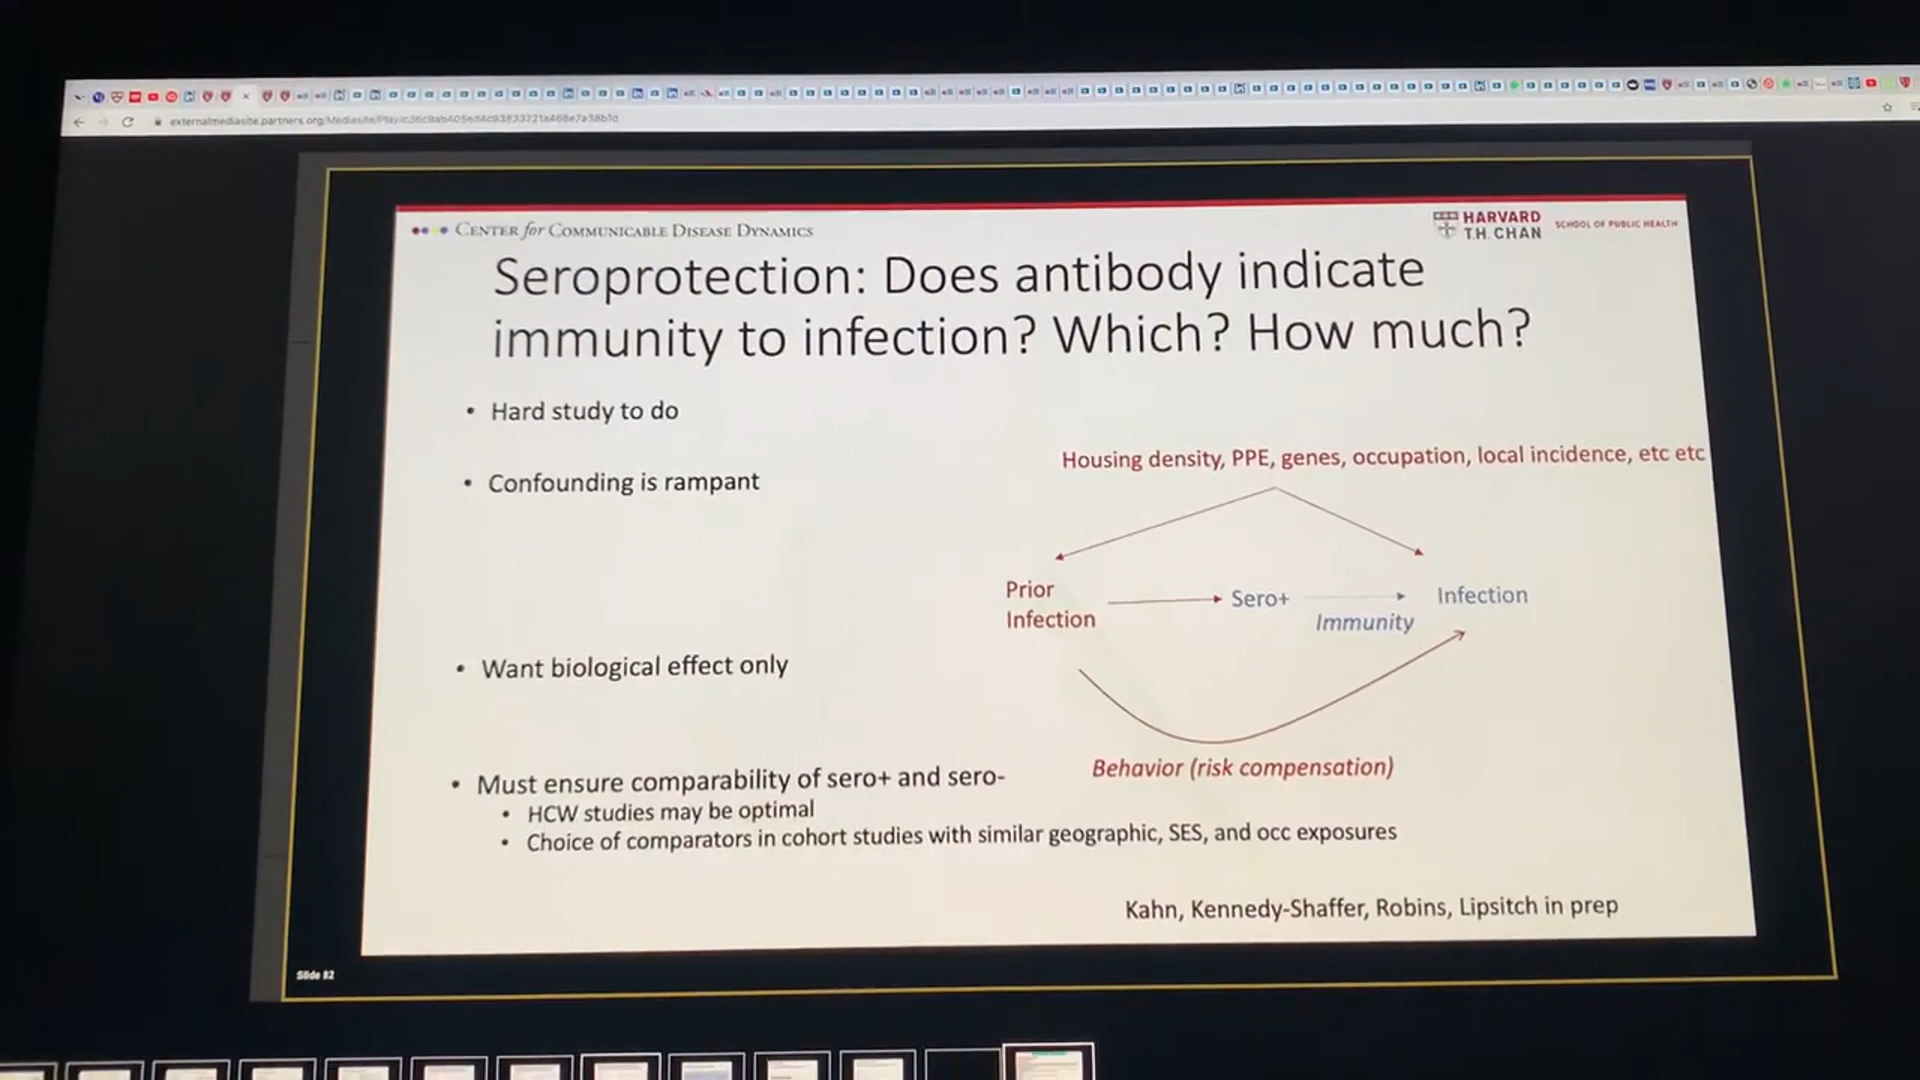 CENTER for COMMUNICABLE DISEASE DYNAMICS
HARVARD
T.H. CHAN
SCHOOL OF PUBLIC HEALTH
Seroprotection: Does antibody indicate
immunity to infection? Which? How much?
• Hard study to do
• Confounding is rampant
Housing density, PPE, genes, occupation, local incidence, etc etc
Prior
Infection
Sero+
Immunity
Infection
• Want biological effect only
Behavior (risk compensation)
• Must ensure comparability of sero+ and sero-
• HCW studies may be optimal
• Choice of comparators in cohort studies with similar geographic, SES, and occ exposures
Kahn, Kennedy-Shaffer, Robins, Lipsitch in prep
Slide 82